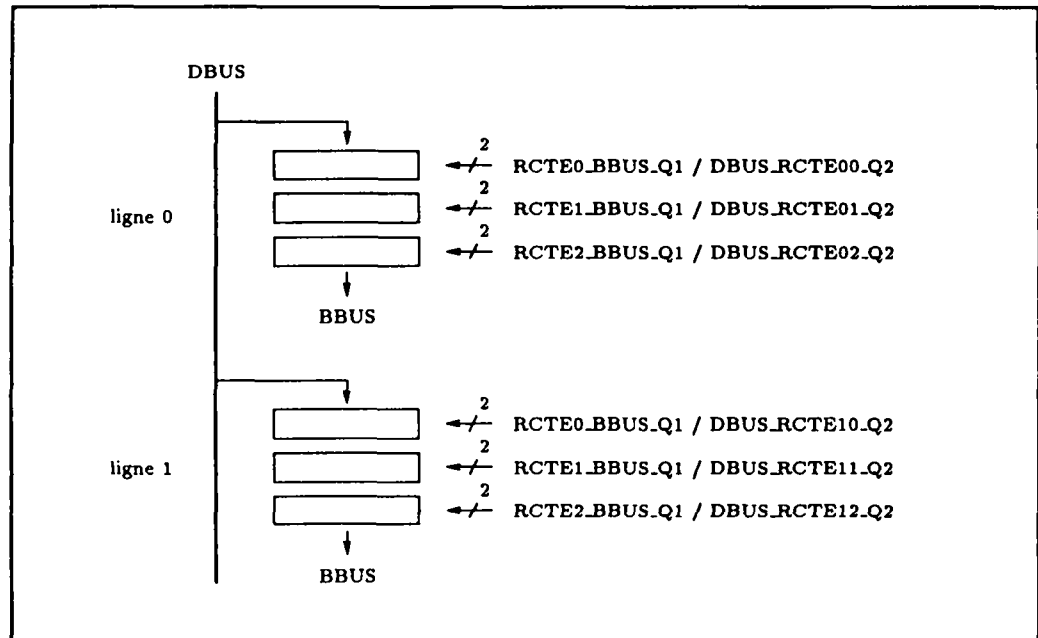 DBUS
2
RCTE0_BBUS_Q1 / DBUS_RCTE00_Q2
2
ligne 0
RCTE1_BBUS_Q1 / DBUS_RCTE01_Q2
2
RCTE2_BBUS_Q1 / DBUS_RCTE02_Q2
BBUS
2
RCTE0_BBUS_Q1 / DBUS_RCTE10_Q2
2
ligne 1
RCTE1_BBUS_Q1 / DBUS_RCTE11_Q2
2
RCTE2_BBUS_Q1 / DBUS_RCTE12_Q2
BBUS